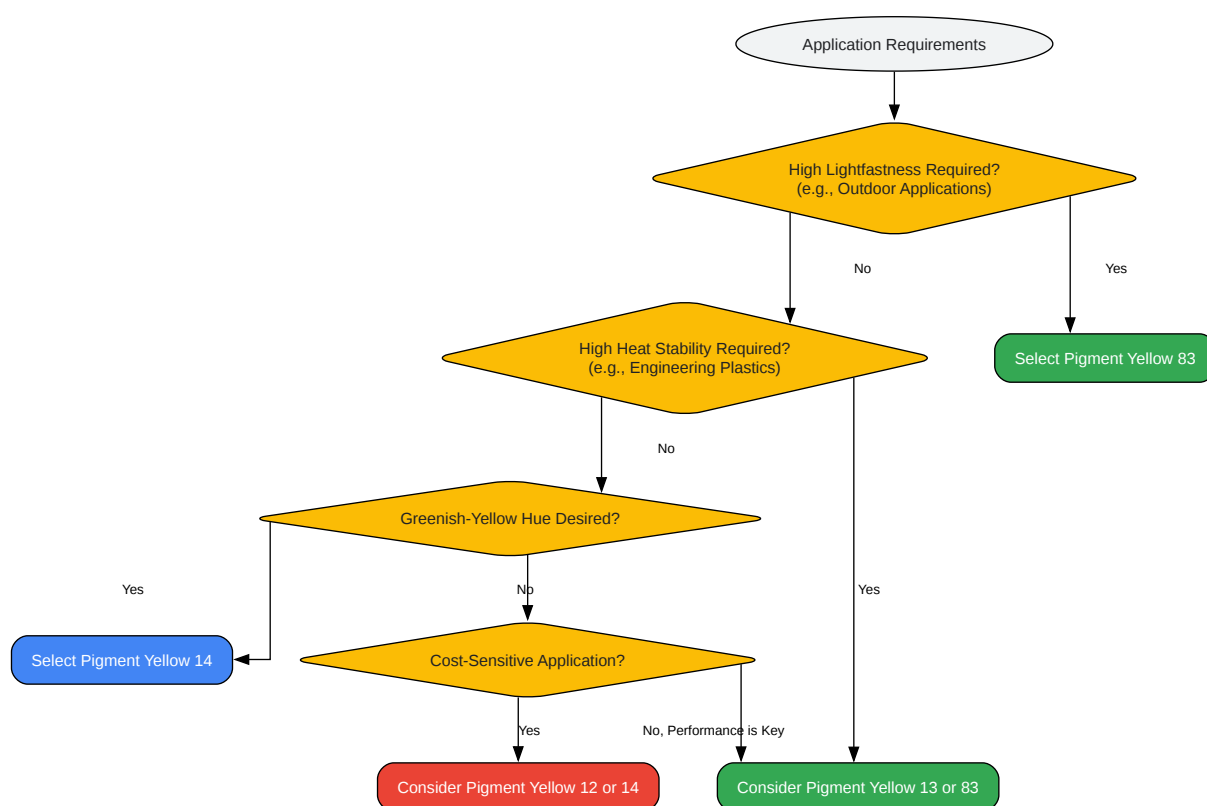 Application Requirements
High Lightfastness Required?
(e.g., Outdoor Applications)
No
Yes
High Heat Stability Required?
(e.g., Engineering Plastics)
Select Pigment Yellow 83
No
Greenish-Yellow Hue Desired?
Yes
No
Yes
Select Pigment Yellow 14
Cost-Sensitive Application?
Yes
No, Performance is Key
Consider Pigment Yellow 12 or 14
Consider Pigment Yellow 13 or 83